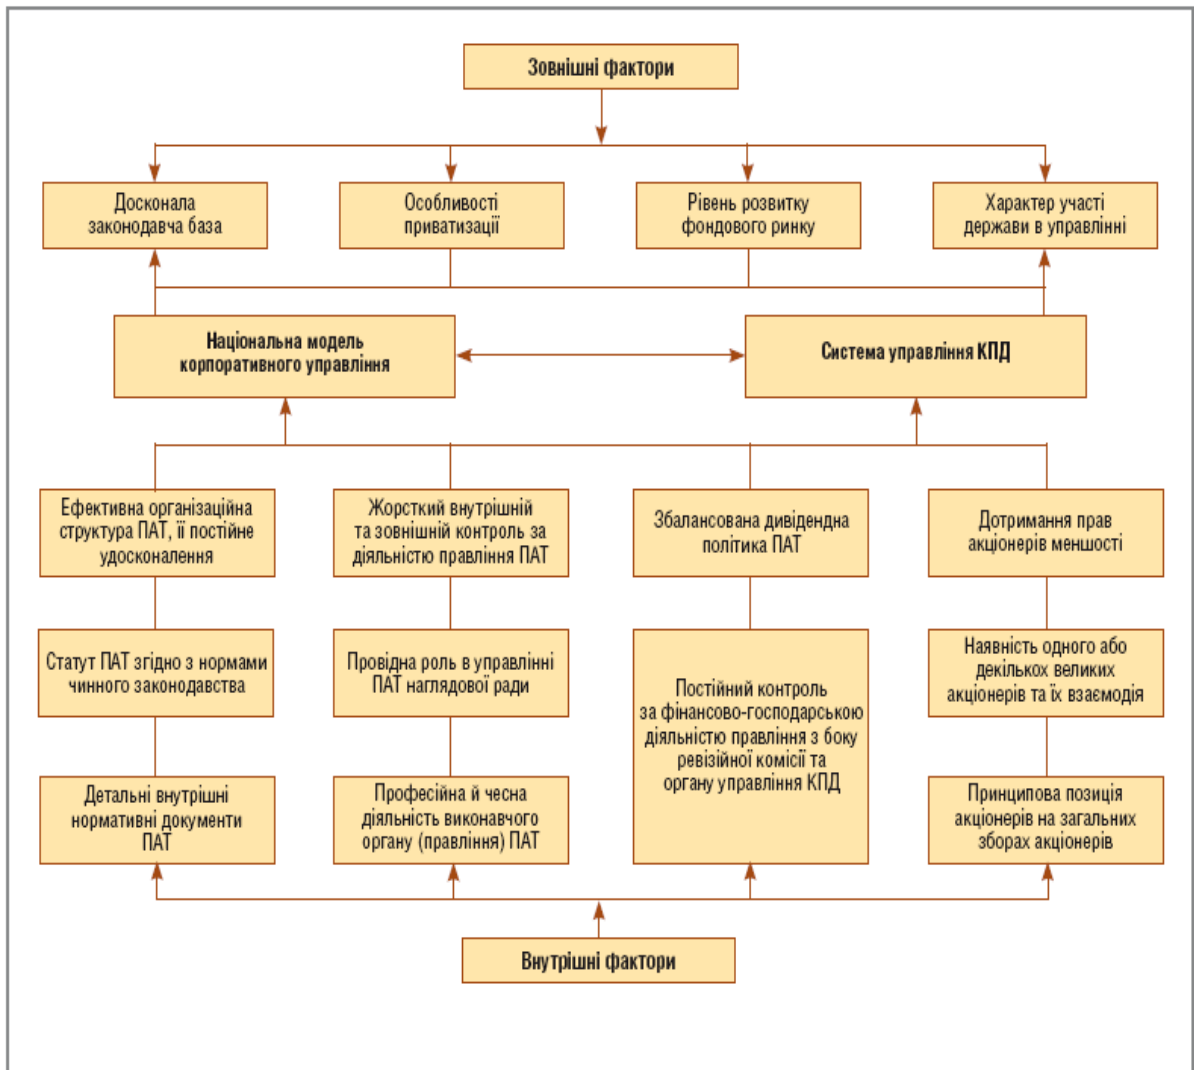 Зовнішні фактори
Досконала
законодавча база
Особливості
приватизації
Рівень розвитку
фондового ринку
Характер участі
держави в управлінні
Національна модель
корпоративного управління
Система управління КПД
Ефективна організаційна
структура ПАТ, її постійне
удосконалення
Жорсткий внутрішній
та зовнішній контроль за
діяльністю правління ПАТ
Збалансована дивідендна
політика ПАТ
Дотримання прав
акціонерів меншості
Статут ПАТ згідно з нормами
чинного законодавства
Провідна роль в управлінні
ПАТ наглядової ради
Постійний контроль
за фінансово-господарською
діяльністю правління з боку
ревізійної комісії та
органу управління КПД
Наявність одного або
декількох великих
акціонерів та їх взаємодія
Детальні внутрішні
нормативні документи
ПАТ
Професійна й чесна
діяльність виконавчого
органу (правління) ПАТ
Принципова позиція
акціонерів на загальних
зборах акціонерів
Внутрішні фактори